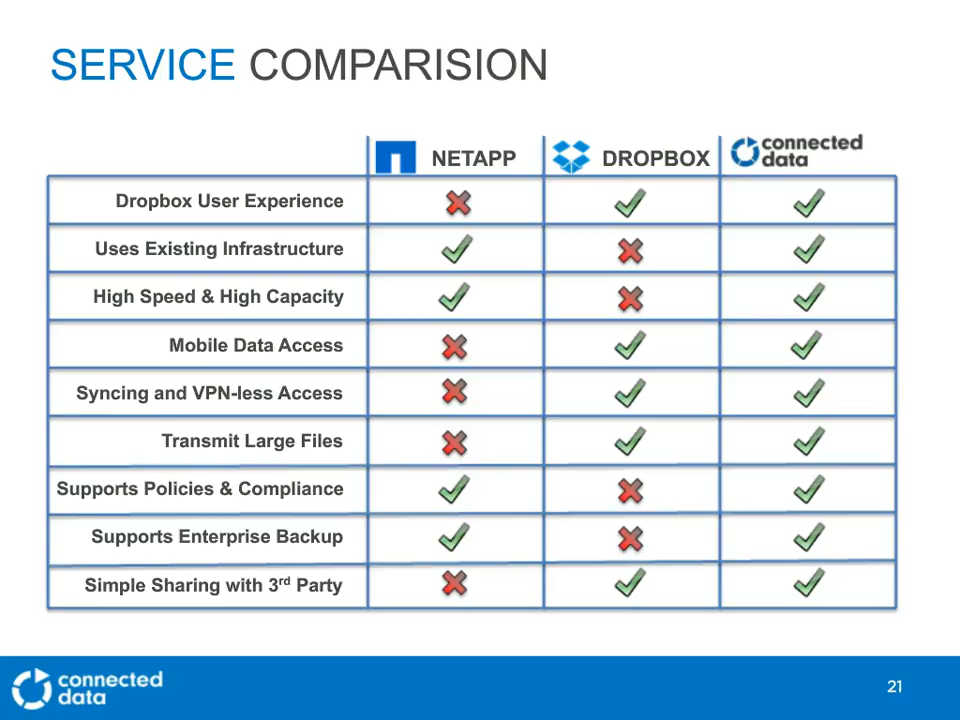 SERVICE COMPARISION
NETAPP
DROPBOX
connected
data
Dropbox User Experience
Uses Existing Infrastructure
High Speed & High Capacity
Mobile Data Access
Syncing and VPN-less Access
Transmit Large Files
Supports Policies & Compliance
Supports Enterprise Backup
Simple Sharing with 3rd Party
connected
data
21